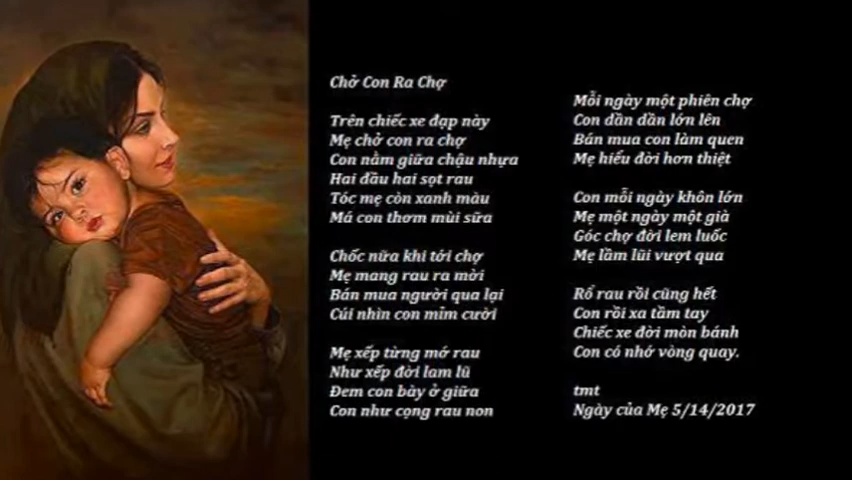 Chở Con Ra Chợ
Trên chiếc xe đạp này
Mẹ chở con ra chợ
Con nằm giữa chậu nhựa
Hai đầu hai sọt rau
Tóc mẹ còn xanh màu
Má con thơm mùi sữa
Chốc nữa khi tới chợ
Mẹ mang rau ra mời
Bán mua người qua lại
Cúi nhìn con mỉm cười
Mẹ xếp từng mớ rau
Như xếp đời lam lũ
Đem con bày ở giữa
Con như cọng rau non
Mỗi ngày một phiên chợ
Con dần dần lớn lên
Bán mua con làm quen
Mẹ hiểu đời hơn thiệt
Con mỗi ngày khôn lớn
Mẹ một ngày một già
Góc chợ đời lem luốc
Mẹ lầm lũi vượt qua
Rổ rau rồi cũng hết
Con rồi xa tầm tay
Chiếc xe đời mòn bánh
Con có nhớ vòng quay.
tmt
Ngày của Mẹ 5/14/2017